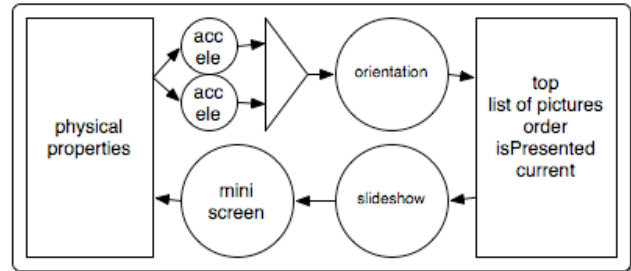 physical
properties
acc
ele
acc
ele
orientation
top
list of pictures
order
isPresented
current
slideshow
mini
screen